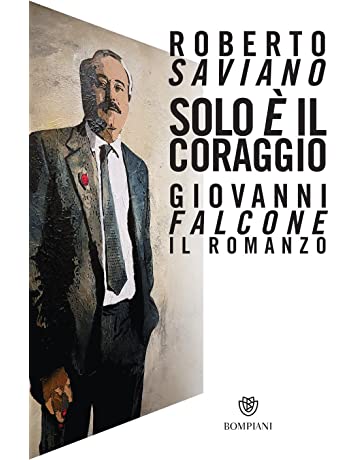 ROBERTO
SAVIANO
SOLO È IL
CORAGGIO
GIOVANNI
FALCONE
IL ROMANZO
BOMPIANI